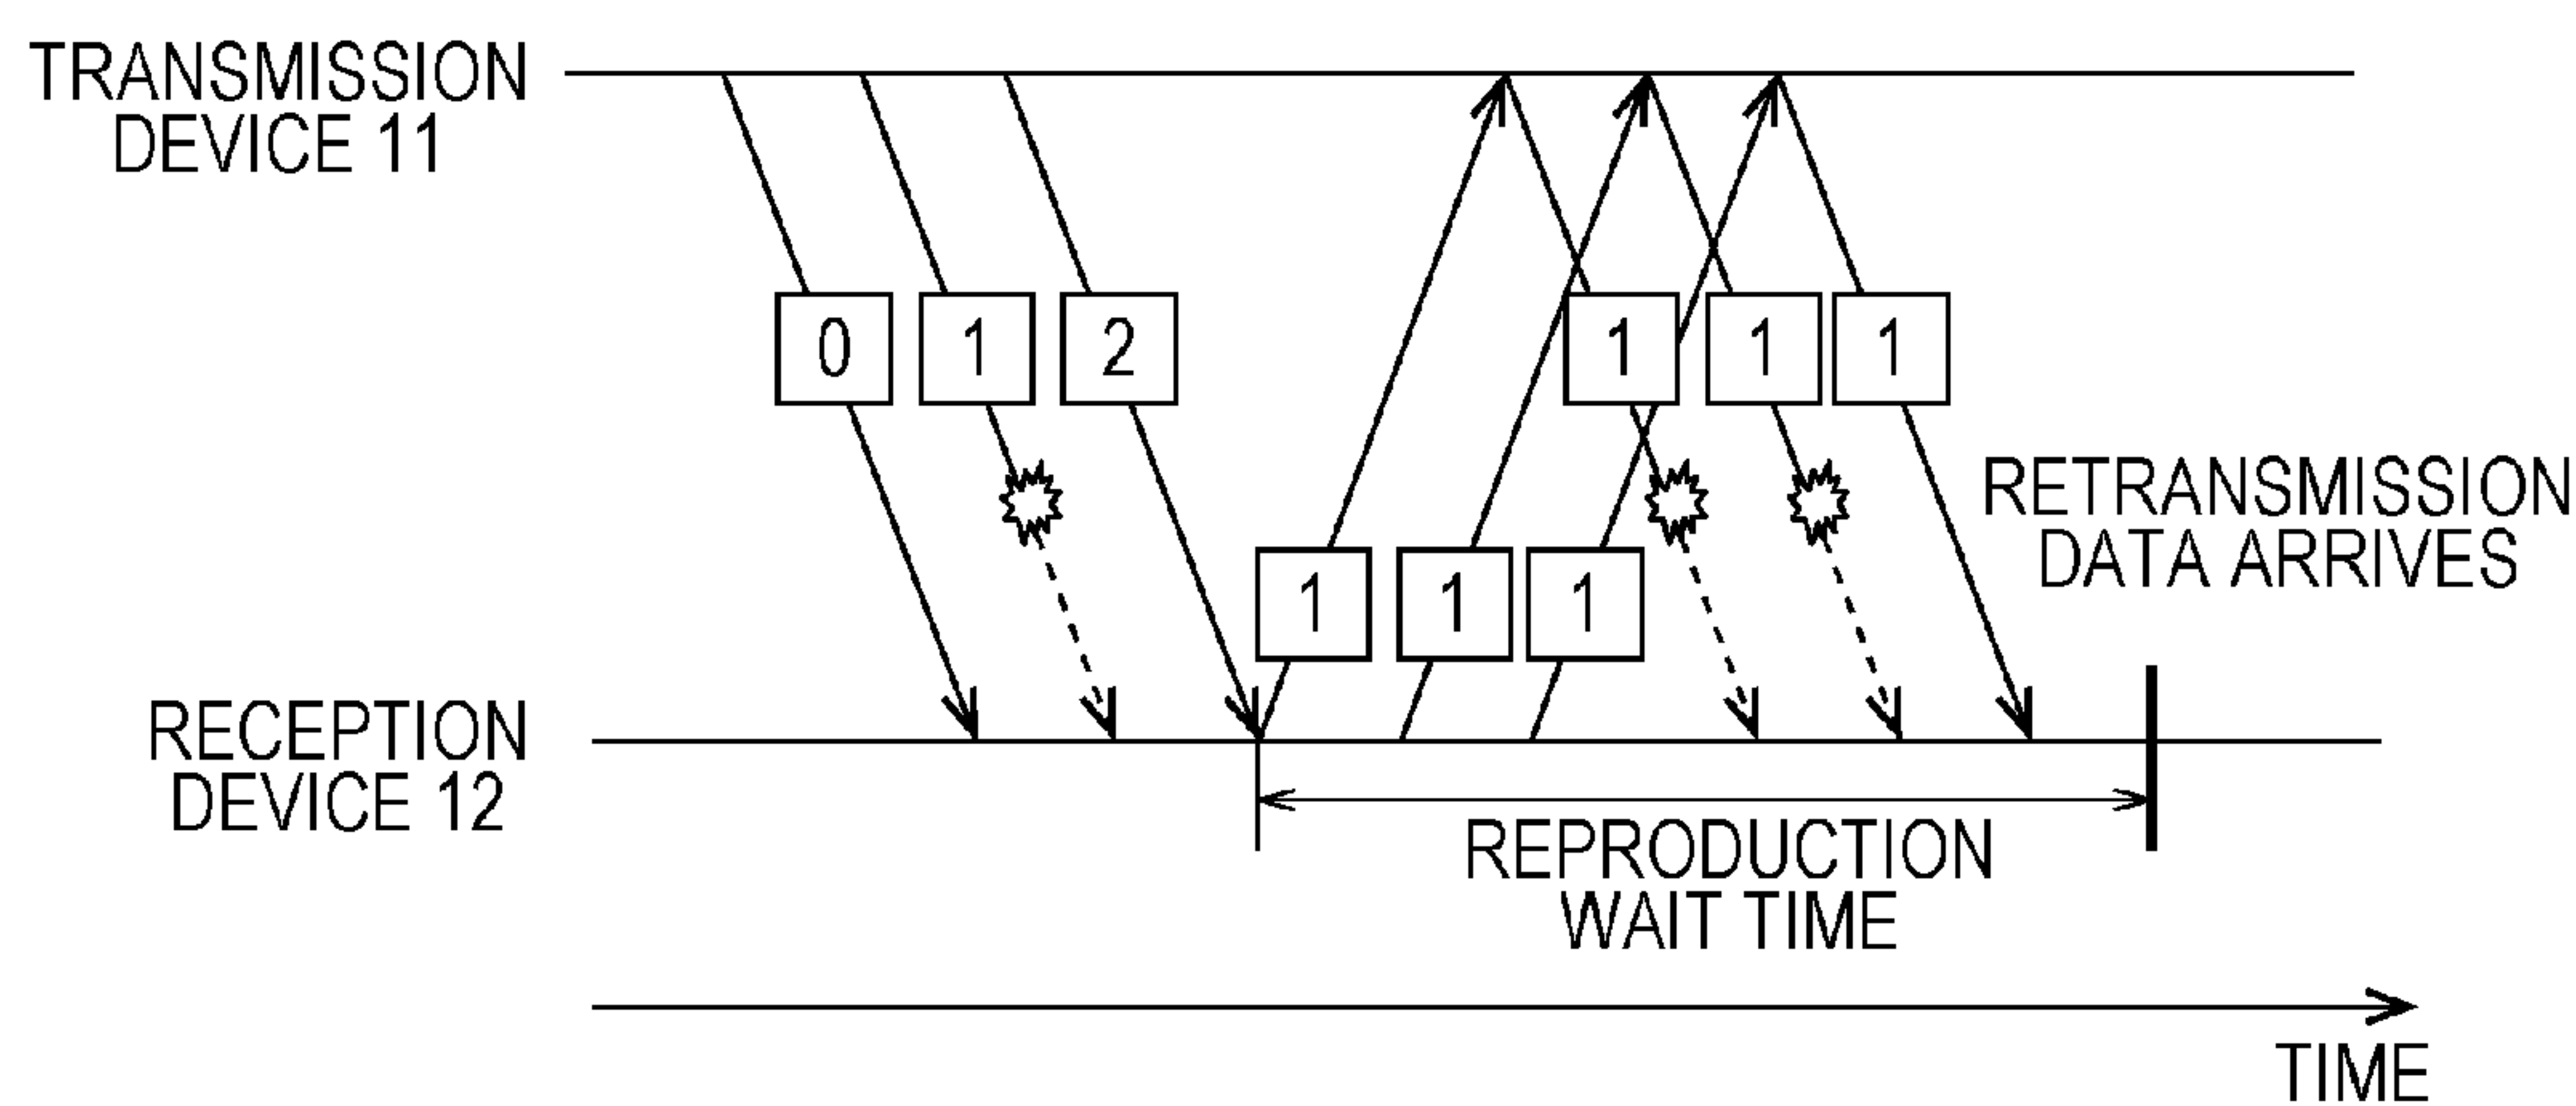 TRANSMISSION
DEVICE 11
0 1 2 1 1 1
RETRANSMISSION
DATA ARRIVES
1 1 1
RECEPTION
DEVICE 12
REPRODUCTION
WAIT TIME
TIME